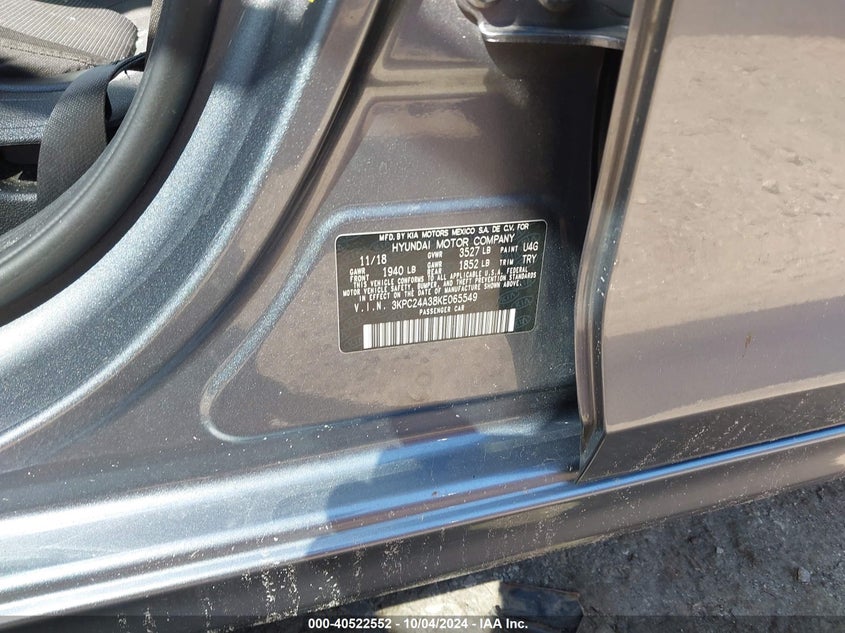 MFD. BY KIA MOTORS MEXICO S.A. DE C.V. FOR
HYUNDAI MOTOR COMPANY
11/18 GVWR 3527 LB PAINT U4G
GAWR FRONT 1940 LB GAWR REAR 1852 LB TRIM TRY
THIS VEHICLE CONFORMS TO ALL APPLICABLE U.S.A. FEDERAL
MOTOR VEHICLE SAFETY, BUMPER, AND THEFT PREVENTION STANDARDS
IN EFFECT ON THE DATE OF MANUFACTURE SHOWN ABOVE.
V.I.N. 3KPC24A38KE065549
PASSENGER CAR
000-40522552 - 10/04/2024 - IAA Inc.